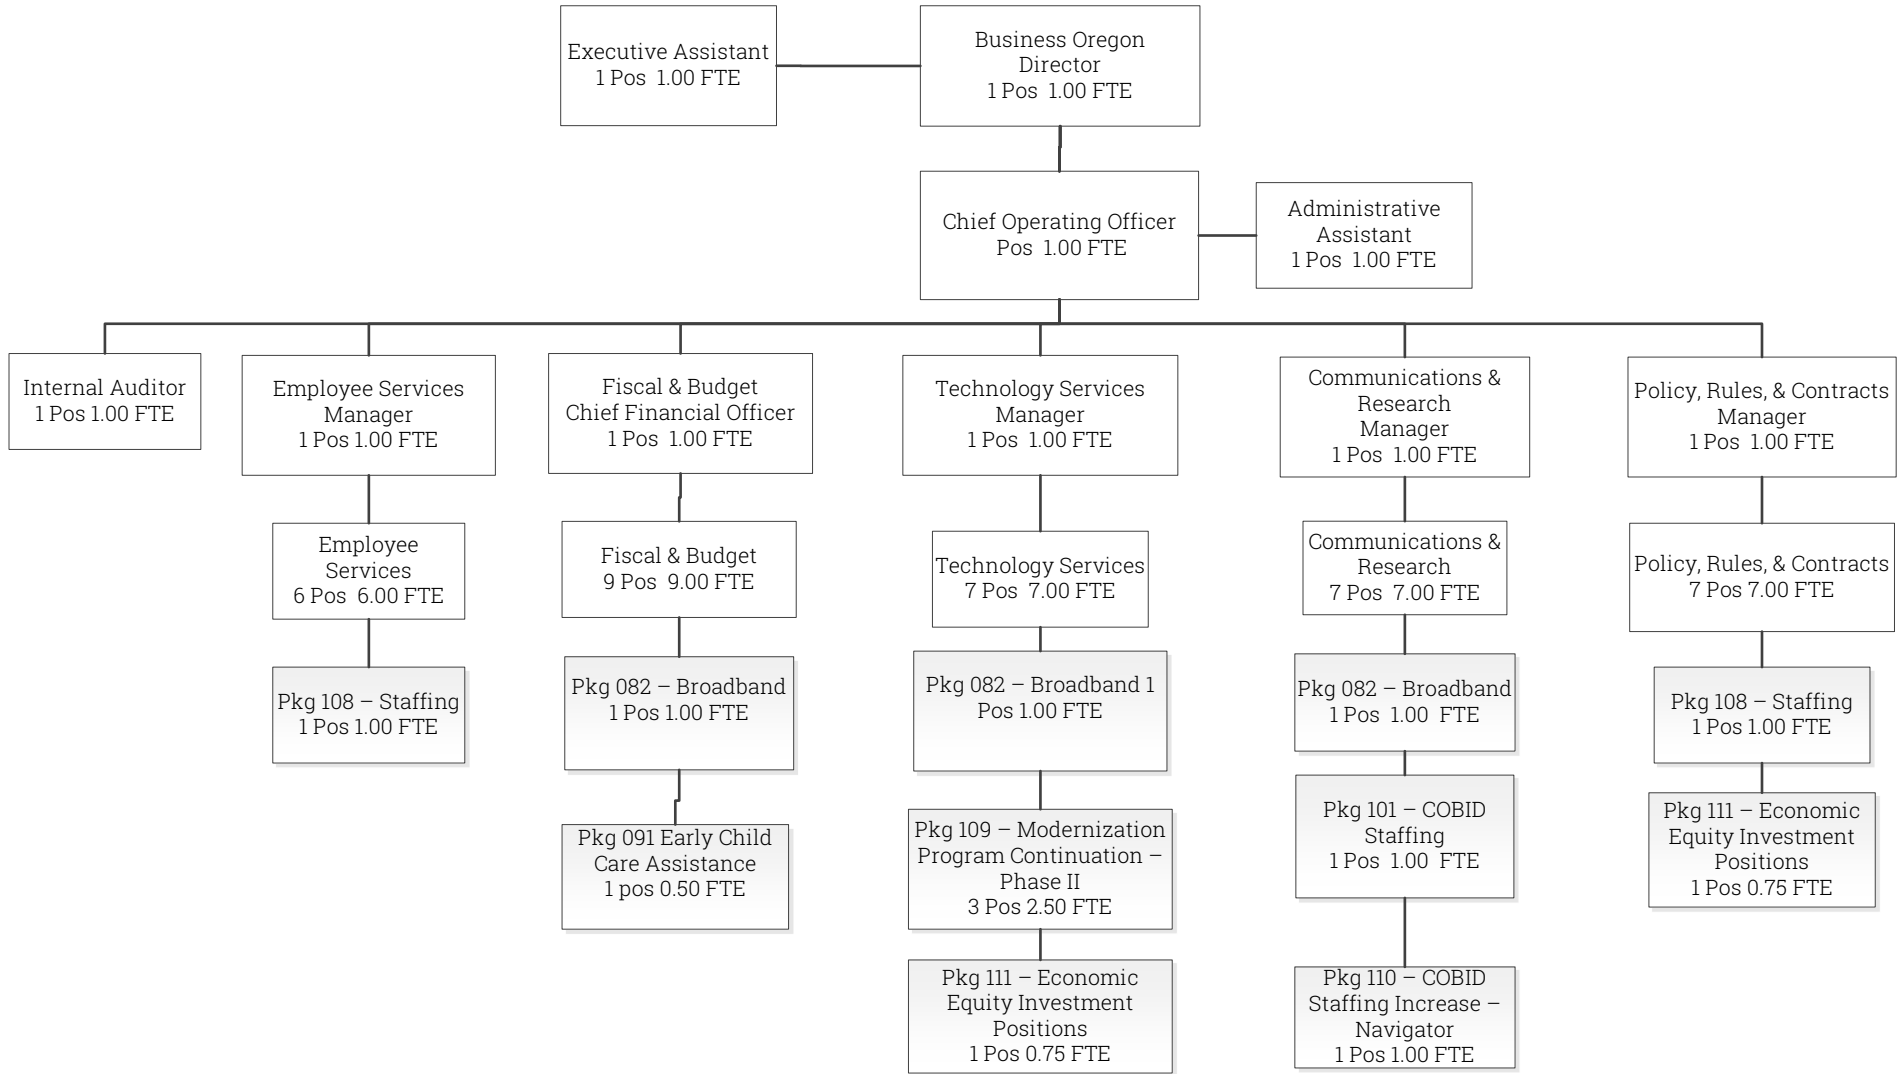 Executive Assistant
1 Pos 1.00 FTE
Business Oregon
Director
1 Pos 1.00 FTE
Chief Operating Officer
Pos 1.00 FTE
Administrative
Assistant
1 Pos 1.00 FTE
Internal Auditor
1 Pos 1.00 FTE
Employee Services
Manager
1 Pos 1.00 FTE
Fiscal & Budget
Chief Financial Officer
1 Pos 1.00 FTE
Technology Services
Manager
1 Pos 1.00 FTE
Communications &
Research
Manager
1 Pos 1.00 FTE
Policy, Rules, & Contracts
Manager
1 Pos 1.00 FTE
Employee
Services
6 Pos 6.00 FTE
Fiscal & Budget
9 Pos 9.00 FTE
Technology Services
7 Pos 7.00 FTE
Communications &
Research
7 Pos 7.00 FTE
Policy, Rules, & Contracts
7 Pos 7.00 FTE
Pkg 108 – Staffing
1 Pos 1.00 FTE
Pkg 082 – Broadband
1 Pos 1.00 FTE
Pkg 082 – Broadband 1
Pos 1.00 FTE
Pkg 082 – Broadband
1 Pos 1.00 FTE
Pkg 108 – Staffing
1 Pos 1.00 FTE
Pkg 091 Early Child
Care Assistance
1 pos 0.50 FTE
Pkg 109 – Modernization
Program Continuation –
Phase II
3 Pos 2.50 FTE
Pkg 101 – COBID
Staffing
1 Pos 1.00 FTE
Pkg 111 – Economic
Equity Investment
Positions
1 Pos 0.75 FTE
Pkg 111 – Economic
Equity Investment
Positions
1 Pos 0.75 FTE
Pkg 110 – COBID
Staffing Increase –
Navigator
1 Pos 1.00 FTE